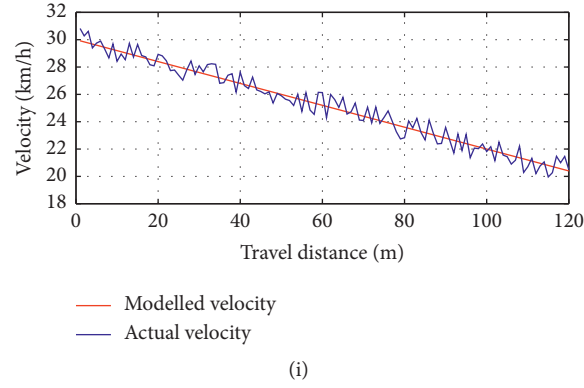 32
30
28
26
24
22
20
18
Velocity (km/h)
0 20 40 60 80 100 120
Travel distance (m)
Modelled velocity
Actual velocity
(i)